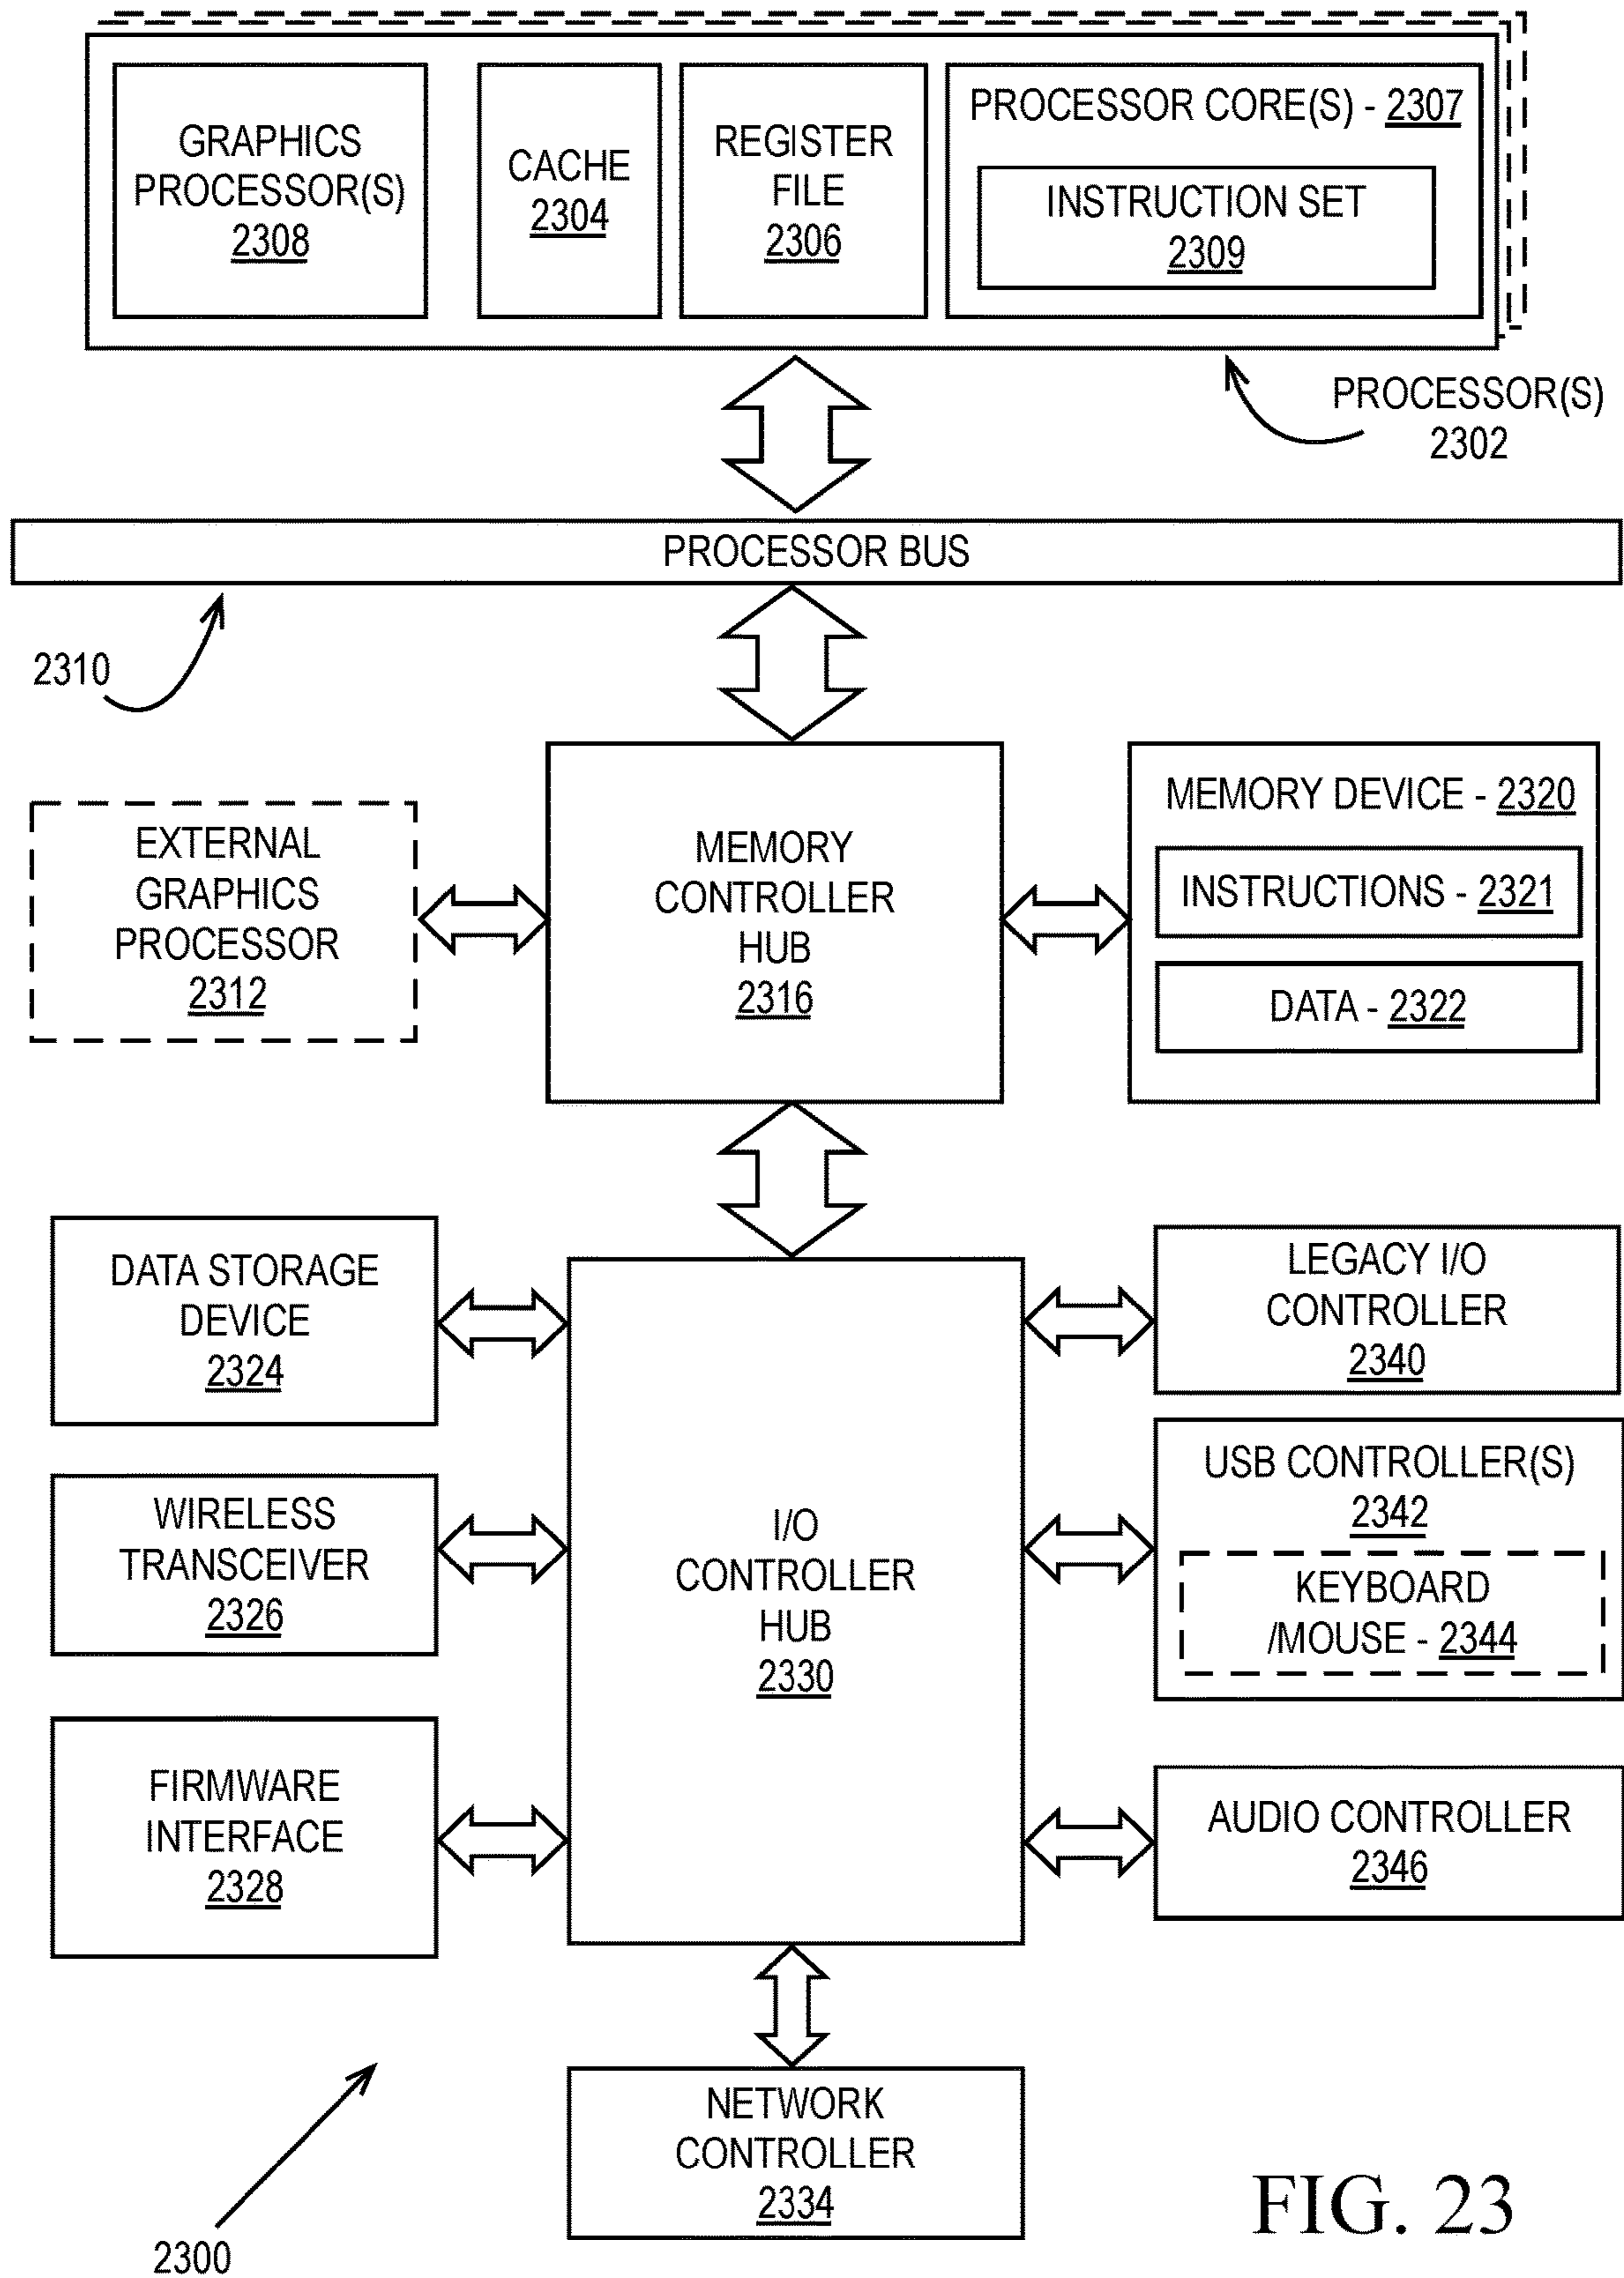 GRAPHICS
PROCESSOR(S)
2308
CACHE
2304
REGISTER
FILE
2306
PROCESSOR CORE(S) - 2307
INSTRUCTION SET
2309
PROCESSOR(S)
2302
PROCESSOR BUS
2310
EXTERNAL
GRAPHICS
PROCESSOR
2312
MEMORY
CONTROLLER
HUB
2316
MEMORY DEVICE - 2320
INSTRUCTIONS - 2321
DATA - 2322
DATA STORAGE
DEVICE
2324
WIRELESS
TRANSCEIVER
2326
FIRMWARE
INTERFACE
2328
I/O
CONTROLLER
HUB
2330
LEGACY I/O
CONTROLLER
2340
USB CONTROLLER(S)
2342
KEYBOARD
/MOUSE - 2344
AUDIO CONTROLLER
2346
NETWORK
CONTROLLER
2334
2300
FIG. 23